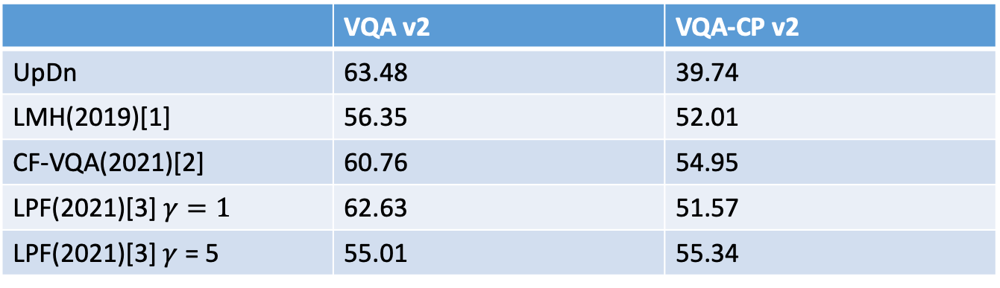 VQA v2 VQA-CP v2
UpDn 63.48 39.74
LMH(2019)[1] 56.35 52.01
CF-VQA(2021)[2] 60.76 54.95
LPF(2021)[3] 𝛾 = 1 62.63 51.57
LPF(2021)[3] 𝛾 = 5 55.01 55.34